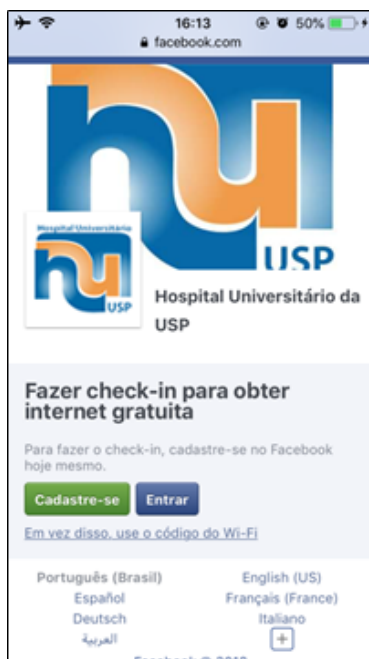 16:13
50%
facebook.com
USP
Hospital Universitário
USP
Hospital Universitário da
USP
Fazer check-in para obter
internet gratuita
Para fazer o check-in, cadastre-se no Facebook
hoje mesmo.
Cadastre-se Entrar
Em vez disso, use o código do Wi-Fi
Português (Brasil) English (US)
Español Français (France)
Deutsch Italiano
العربية +
Facebook ©